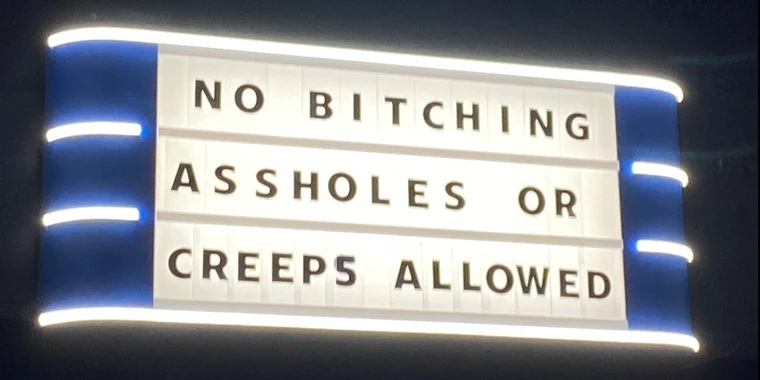 NO BITCHING
ASSHOLES OR
CREEPS ALLOWED